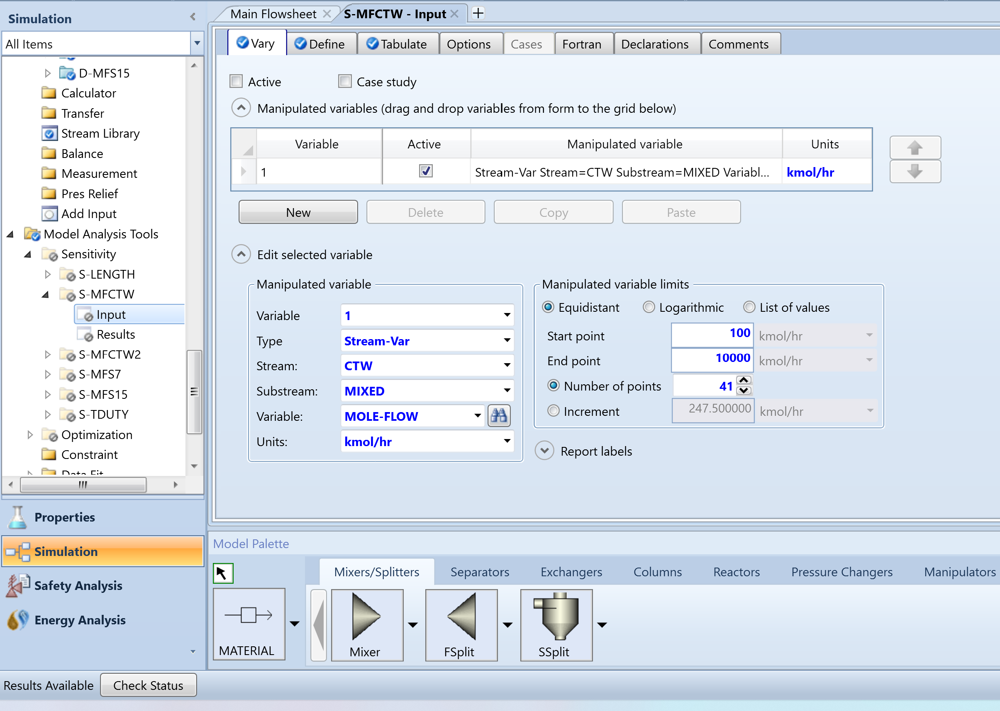 Simulation
Main Flowsheet
S-MFCTW - Input
All Items
D-MFS15
Calculator
Transfer
Stream Library
Balance
Measurement
Pres Relief
Add Input
Model Analysis Tools
Sensitivity
S-LENGTH
S-MFCTW
Input
Results
S-MFCTW2
S-MFS7
S-MFS15
S-TDUTY
Optimization
Constraint
Data Fit
Properties
Simulation
Safety Analysis
Energy Analysis
Vary Define Tabulate Options Cases Fortran Declarations Comments
Active Case study
Manipulated variables (drag and drop variables from form to the grid below)
Variable Active Manipulated variable Units
1 Stream-Var Stream=CTW Substream=MIXED Variabl... kmol/hr
New Delete Copy Paste
Edit selected variable
Manipulated variable
Variable 1
Type Stream-Var
Stream: CTW
Substream: MIXED
Variable: MOLE-FLOW
Units: kmol/hr
Manipulated variable limits
Equidistant Logarithmic List of values
Start point 100 kmol/hr
End point 10000 kmol/hr
Number of points 41
Increment 247.500000 kmol/hr
Report labels
Model Palette
Mixers/Splitters Separators Exchangers Columns Reactors Pressure Changers Manipulators
MATERIAL Mixer FSplit SSplit
Results Available Check Status